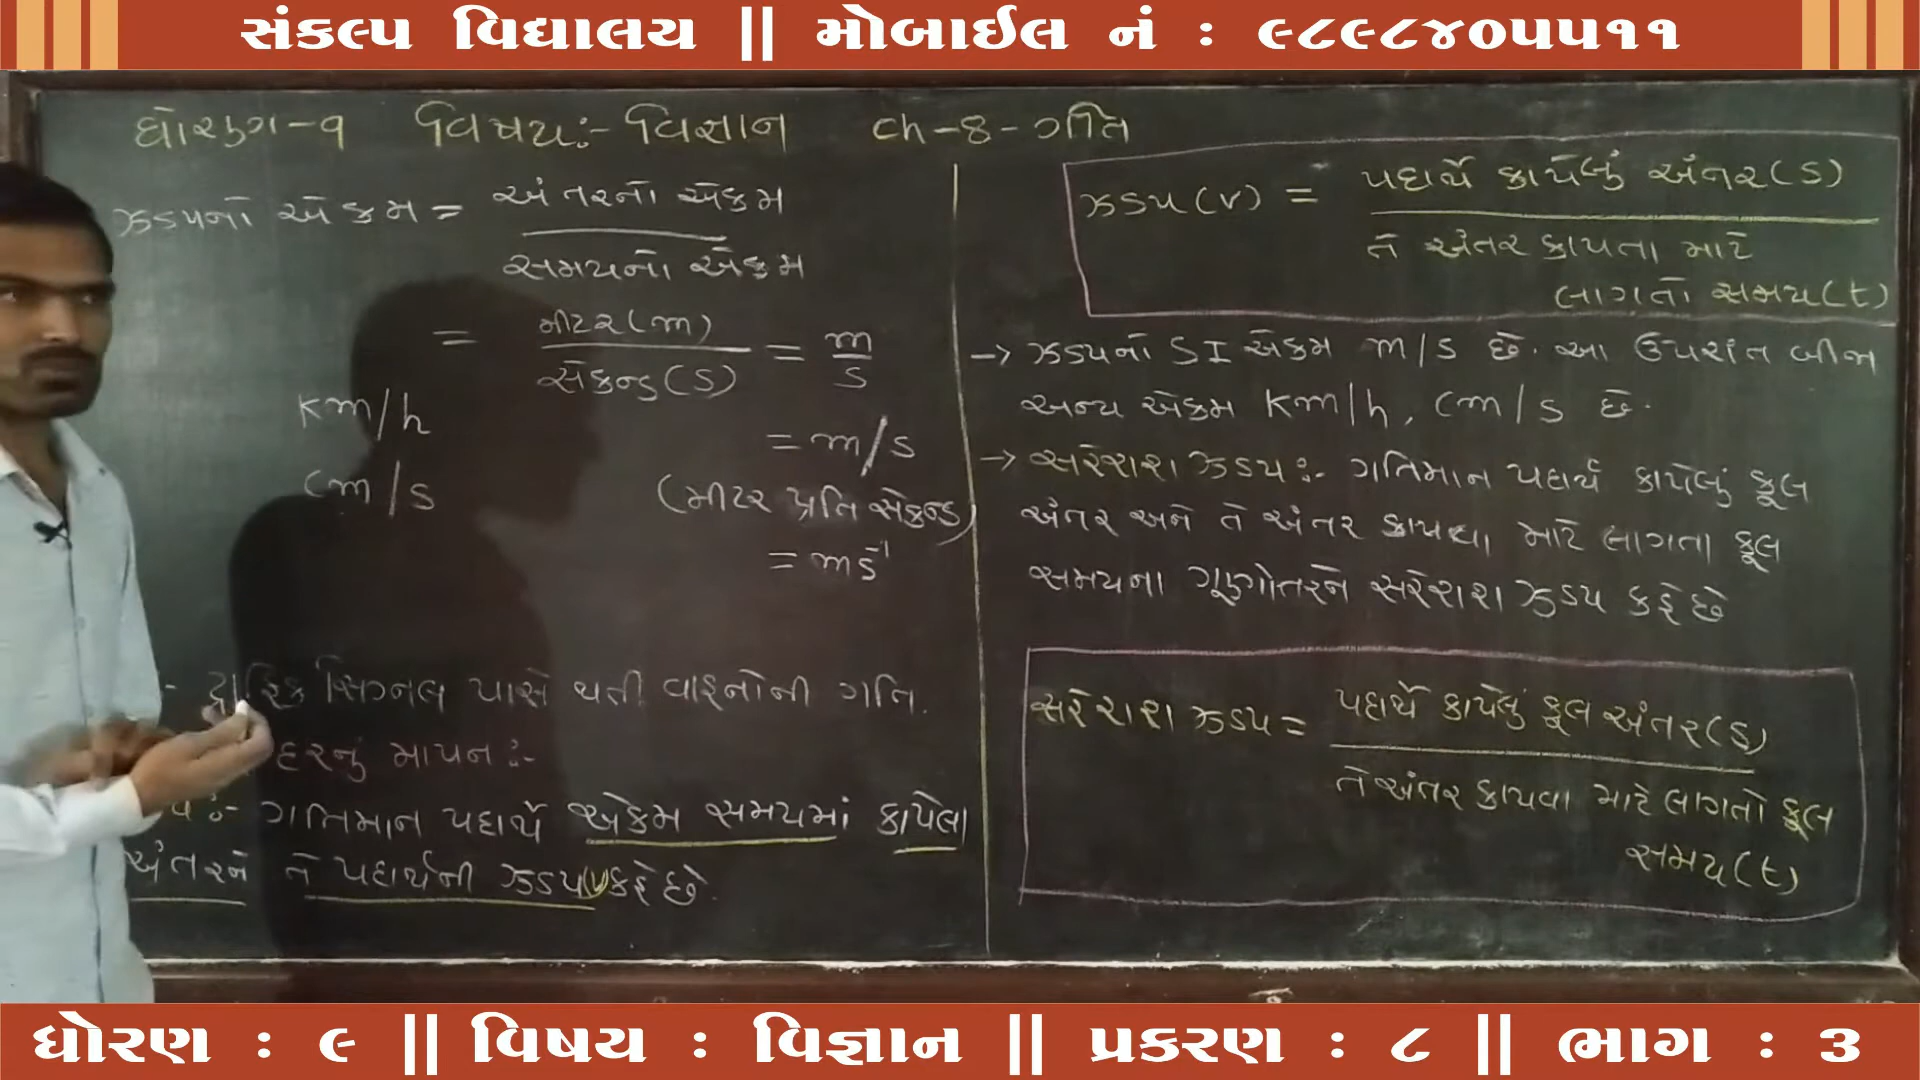 સંકલ્પ વિદ્યાલય || મોબાઈલ નં : ૯૮૯૮૪૦૫૫૧૧
ધોરણ-૯ વિષય:- વિજ્ઞાન ch-8-ગતિ
ઝડપનો એકમ = અંતરનો એકમ
સમયનો એકમ
= મીટર(m) = m
સેકન્ડ(s) s
km/h
= m/s
cm/s
(મીટર પ્રતિ સેકન્ડ)
= ms⁻¹
ટ્રાફિક સિગ્નલ પાસે થતી વાહનોની ગતિ.
દરનું માપન :-
ગતિમાન પદાર્થે એકમ સમયમાં કાપેલા
અંતરને તે પદાર્થની ઝડપ(v)કહે છે.
ઝડપ(v) = પદાર્થે કાપેલું અંતર(s)
તે અંતર કાપતા માટે
લાગતો સમય(t)
→ ઝડપનો SI એકમ m/s છે. આ ઉપરાંત બીજા
અન્ય એકમ km/h, cm/s છે.
→ સરેરાશ ઝડપ :- ગતિમાન પદાર્થે કાપેલું કૂલ
અંતર અને તે અંતર કાપવા માટે લાગતા કૂલ
સમયના ગૂણોતરને સરેરાશ ઝડપ કહે છે
સરેરાશ ઝડપ = પદાર્થે કાપેલું કૂલ અંતર(s)
તે અંતર કાપવા માટે લાગતો કૂલ
સમય(t)
ધોરણ : ૯ || વિષય : વિજ્ઞાન || પ્રકરણ : ૮ || ભાગ : ૩